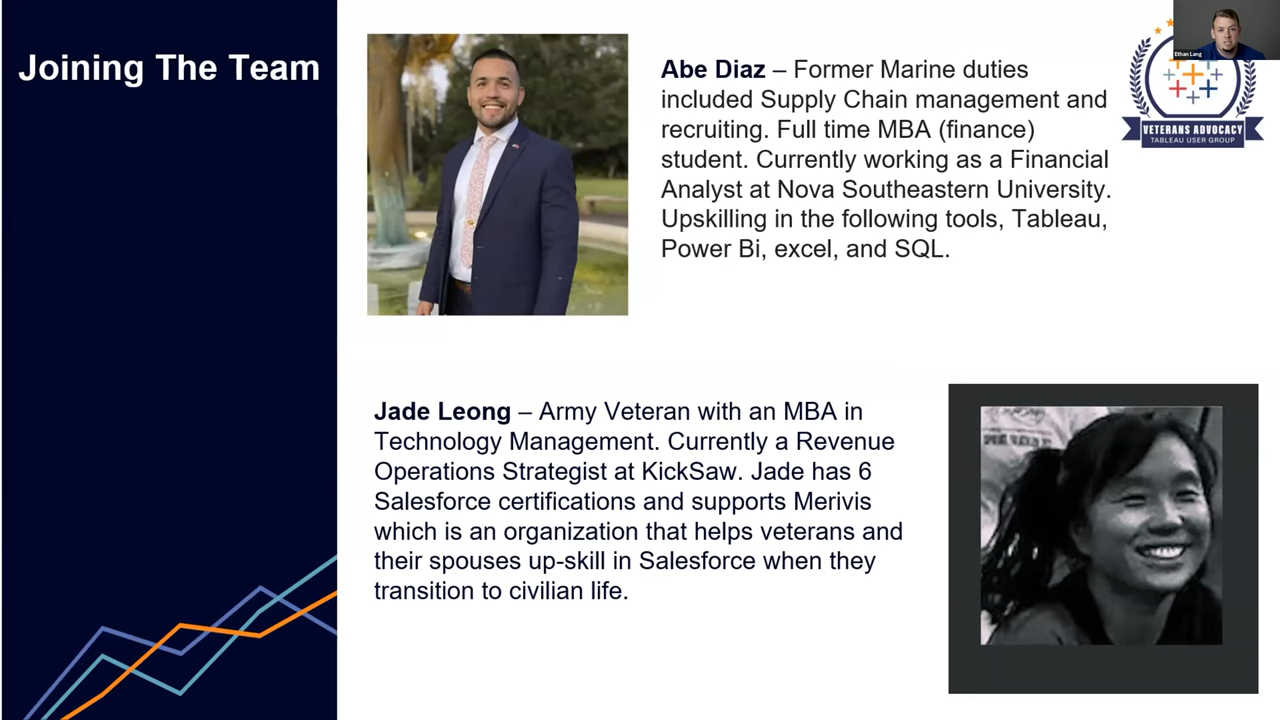 Joining The Team
Abe Diaz – Former Marine duties
included Supply Chain management and
recruiting. Full time MBA (finance)
student. Currently working as a Financial
Analyst at Nova Southeastern University.
Upskilling in the following tools, Tableau,
Power Bi, excel, and SQL.
Ethan Lang
VETERANS ADVOCACY
TABLEAU USER GROUP
Jade Leong – Army Veteran with an MBA in
Technology Management. Currently a Revenue
Operations Strategist at KickSaw. Jade has 6
Salesforce certifications and supports Merivis
which is an organization that helps veterans and
their spouses up-skill in Salesforce when they
transition to civilian life.